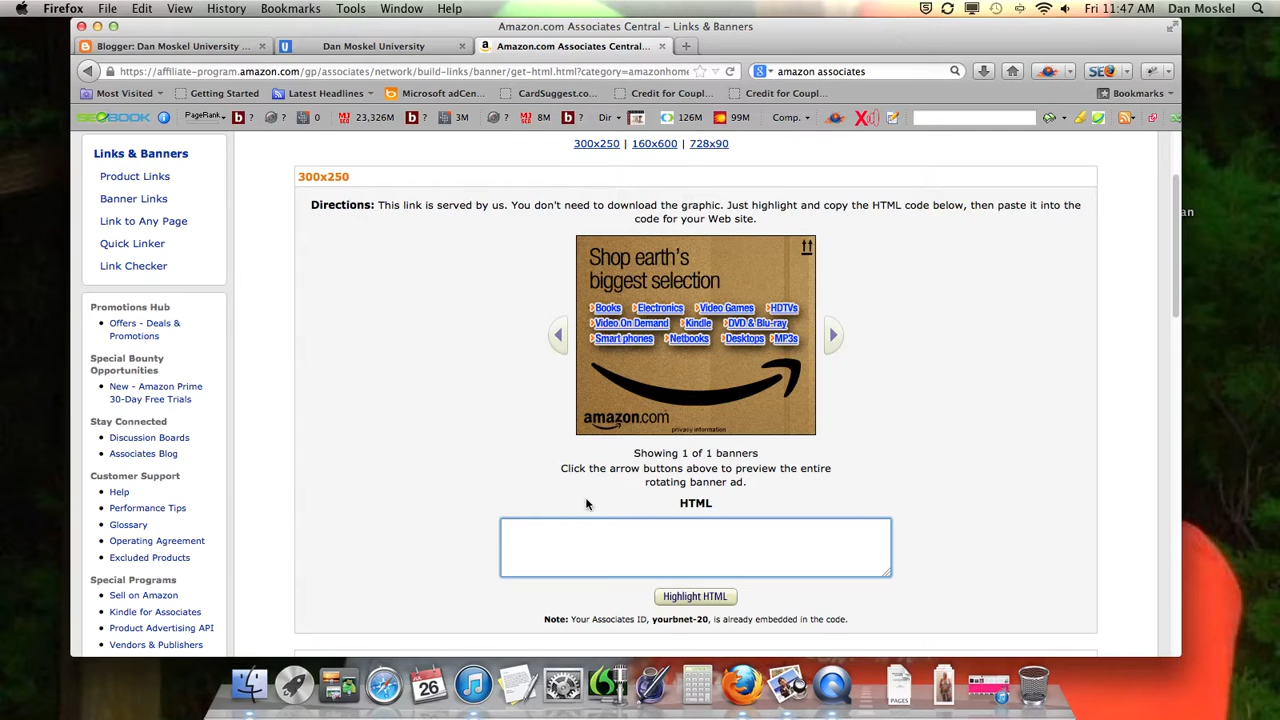 Firefox File Edit View History Bookmarks Tools Window Help Fri 11:47 AM Dan Moskel
Amazon.com Associates Central – Links & Banners
Blogger: Dan Moskel University ... Dan Moskel University Amazon.com Associates Central...
https://affiliate-program.amazon.com/gp/associates/network/build-links/banner/get-html.html?category=amazonhome amazon associates
Most Visited Getting Started Latest Headlines Microsoft adCen... CardSuggest.co... Credit for Coupl... Credit for Coupl... Bookmarks
SEOBOOK PageRank: ? 0 23,326M ? 3M ? 8M ? Dir 126M 99M Comp.
300x250 | 160x600 | 728x90
300x250
Directions: This link is served by us. You don't need to download the graphic. Just highlight and copy the HTML code below, then paste it into the
code for your Web site.
Shop earth's
biggest selection
Books Electronics Video Games HDTVs
Video On Demand Kindle DVD & Blu-ray
Smart phones Netbooks Desktops MP3s
amazon.com
privacy information
Showing 1 of 1 banners
Click the arrow buttons above to preview the entire
rotating banner ad.
HTML
Highlight HTML
Note: Your Associates ID, yourbnet-20, is already embedded in the code.
Links & Banners
Product Links
Banner Links
Link to Any Page
Quick Linker
Link Checker
Promotions Hub
Offers - Deals &
Promotions
Special Bounty
Opportunities
New - Amazon Prime
30-Day Free Trials
Stay Connected
Discussion Boards
Associates Blog
Customer Support
Help
Performance Tips
Glossary
Operating Agreement
Excluded Products
Special Programs
Sell on Amazon
Kindle for Associates
Product Advertising API
Vendors & Publishers
an
26
PAGES